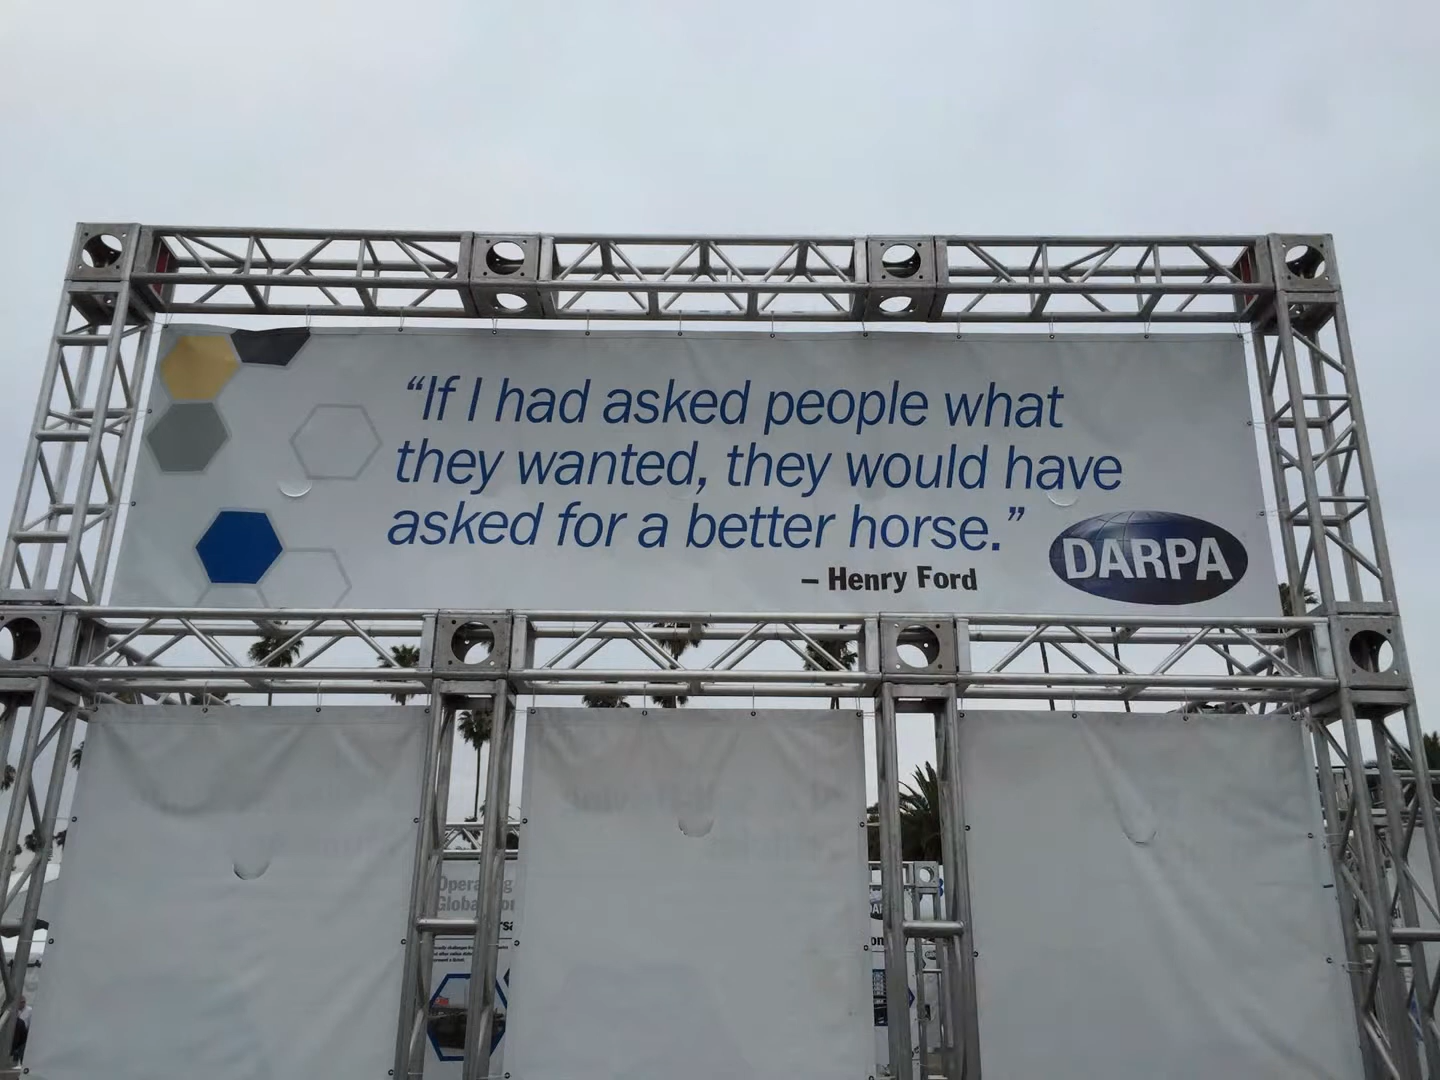 “If I had asked people what
they wanted, they would have
asked for a better horse.”
– Henry Ford
DARPA